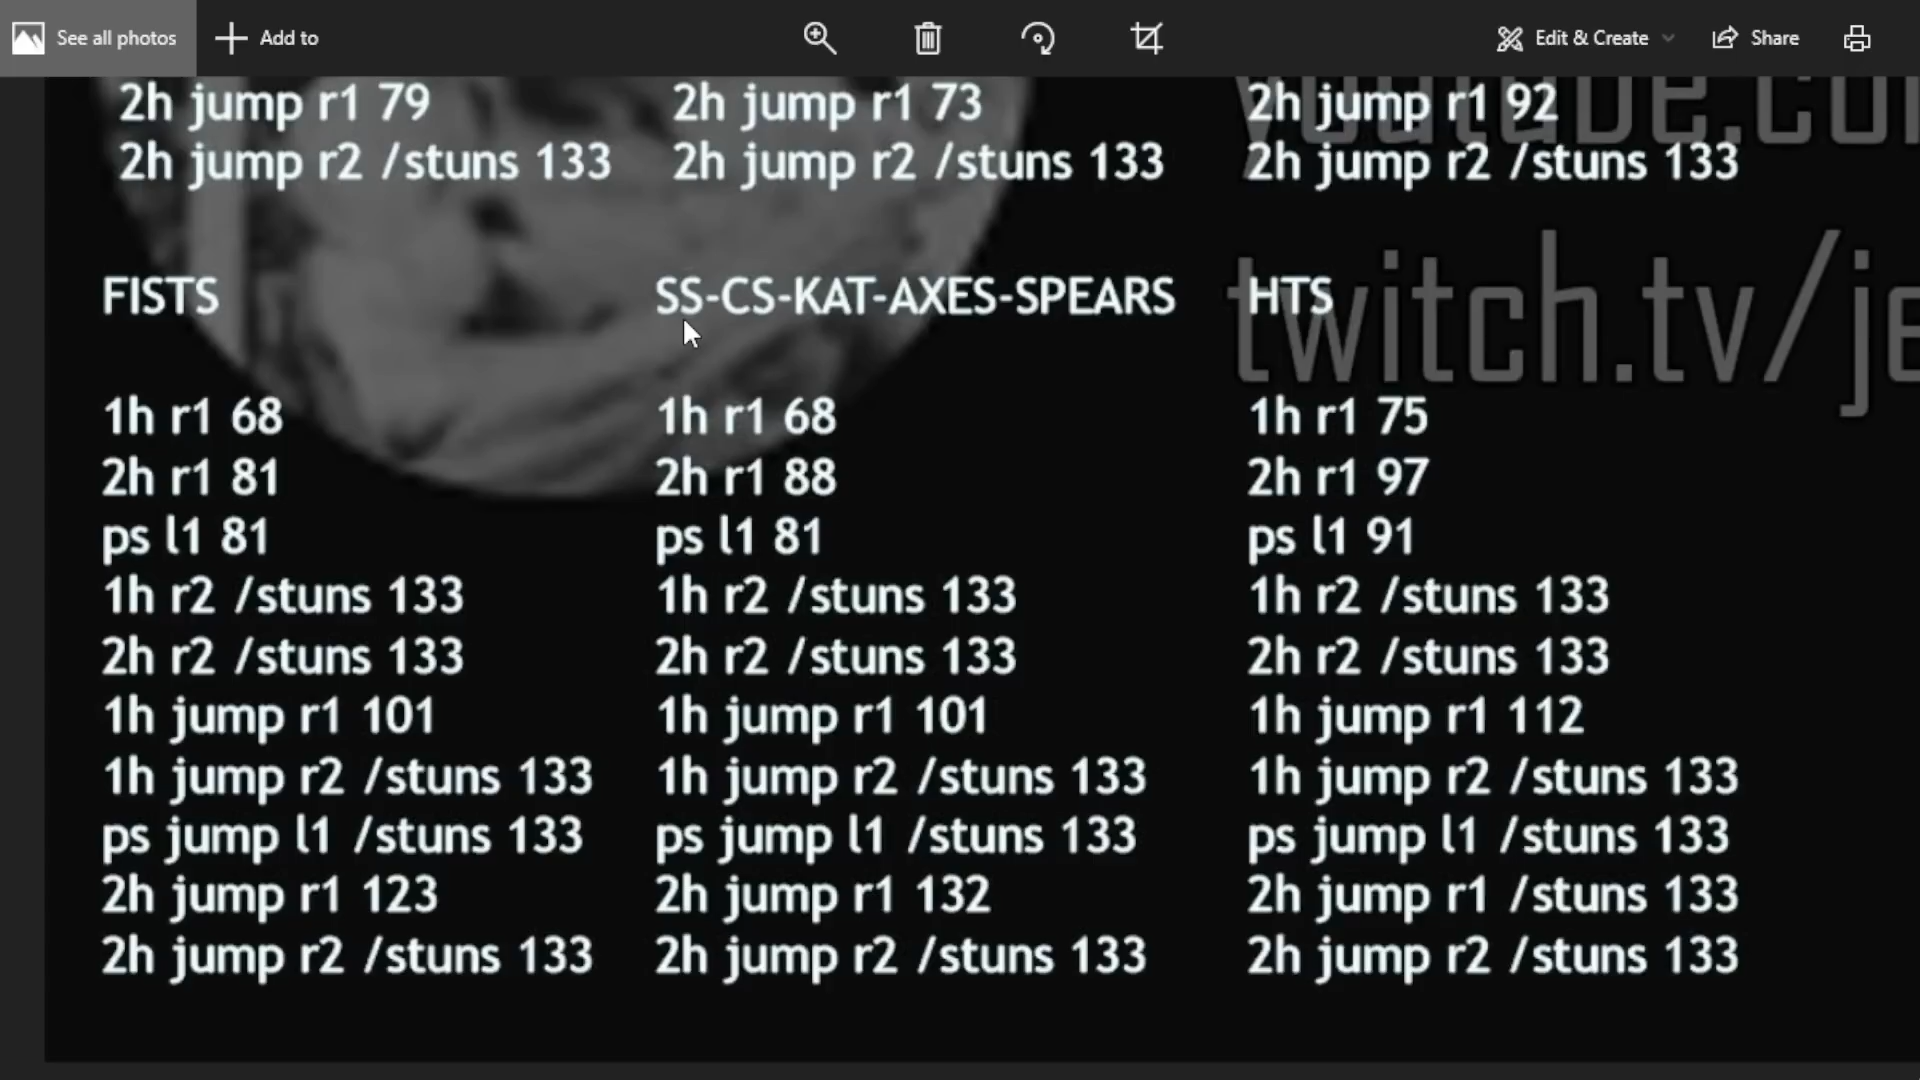 See all photos
Add to
Edit & Create
Share
2h jump r1 79
2h jump r2 /stuns 133
2h jump r1 73
2h jump r2 /stuns 133
2h jump r1 92
2h jump r2 /stuns 133
twitch.tv/je
FISTS
1h r1 68
2h r1 81
ps l1 81
1h r2 /stuns 133
2h r2 /stuns 133
1h jump r1 101
1h jump r2 /stuns 133
ps jump l1 /stuns 133
2h jump r1 123
2h jump r2 /stuns 133
SS-CS-KAT-AXES-SPEARS
1h r1 68
2h r1 88
ps l1 81
1h r2 /stuns 133
2h r2 /stuns 133
1h jump r1 101
1h jump r2 /stuns 133
ps jump l1 /stuns 133
2h jump r1 132
2h jump r2 /stuns 133
HTS
1h r1 75
2h r1 97
ps l1 91
1h r2 /stuns 133
2h r2 /stuns 133
1h jump r1 112
1h jump r2 /stuns 133
ps jump l1 /stuns 133
2h jump r1 /stuns 133
2h jump r2 /stuns 133